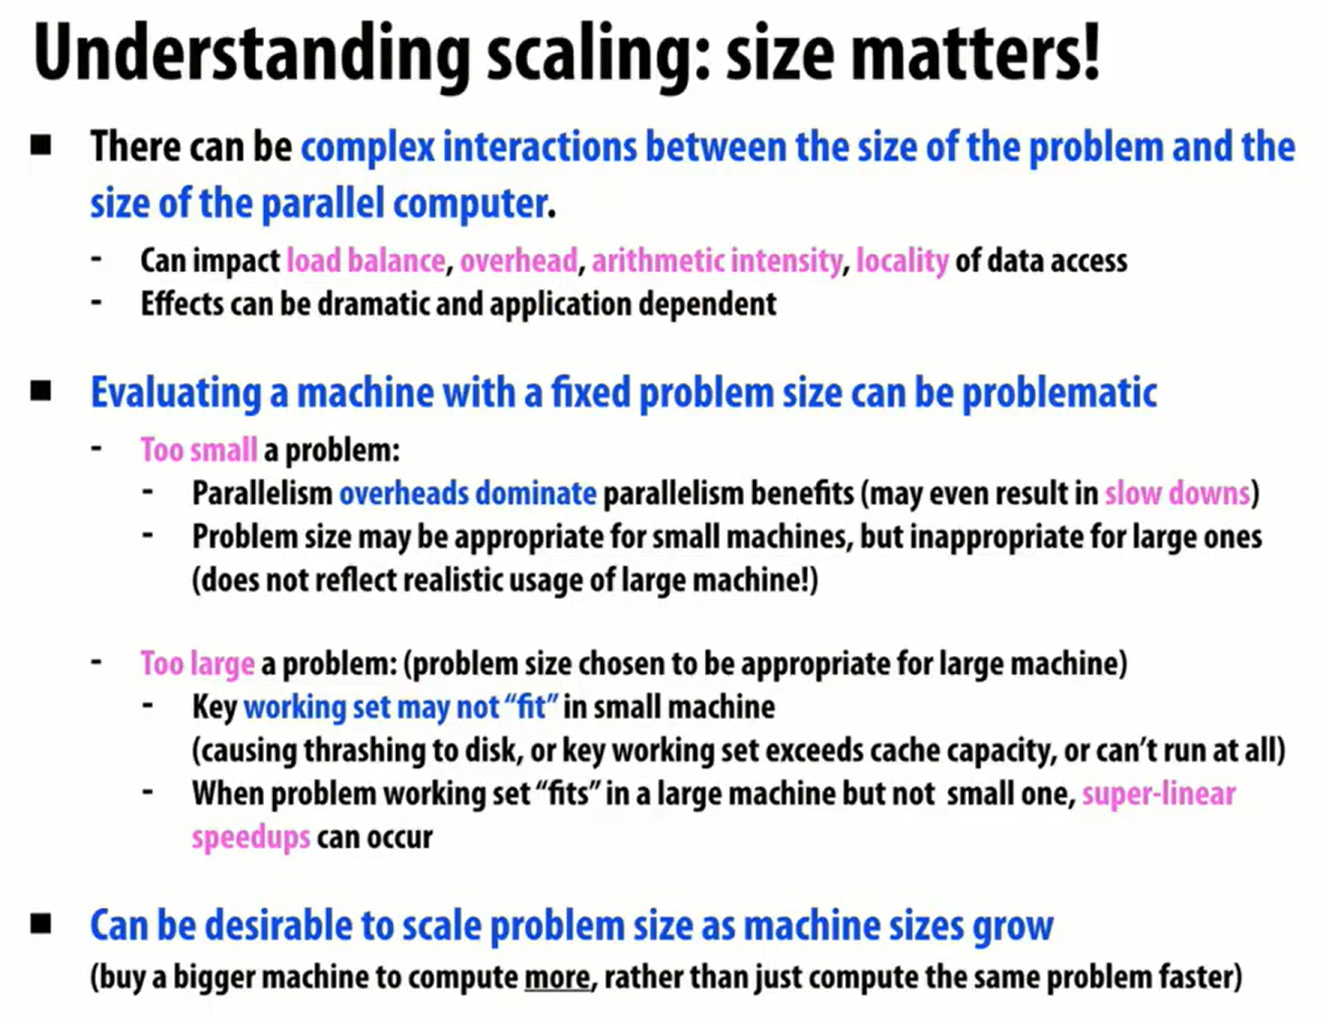 Understanding scaling: size matters!
■ There can be complex interactions between the size of the problem and the
size of the parallel computer.
- Can impact load balance, overhead, arithmetic intensity, locality of data access
- Effects can be dramatic and application dependent
■ Evaluating a machine with a fixed problem size can be problematic
- Too small a problem:
- Parallelism overheads dominate parallelism benefits (may even result in slow downs)
- Problem size may be appropriate for small machines, but inappropriate for large ones
(does not reflect realistic usage of large machine!)
- Too large a problem: (problem size chosen to be appropriate for large machine)
- Key working set may not “fit” in small machine
(causing thrashing to disk, or key working set exceeds cache capacity, or can’t run at all)
- When problem working set “fits” in a large machine but not small one, super-linear
speedups can occur
■ Can be desirable to scale problem size as machine sizes grow
(buy a bigger machine to compute more, rather than just compute the same problem faster)